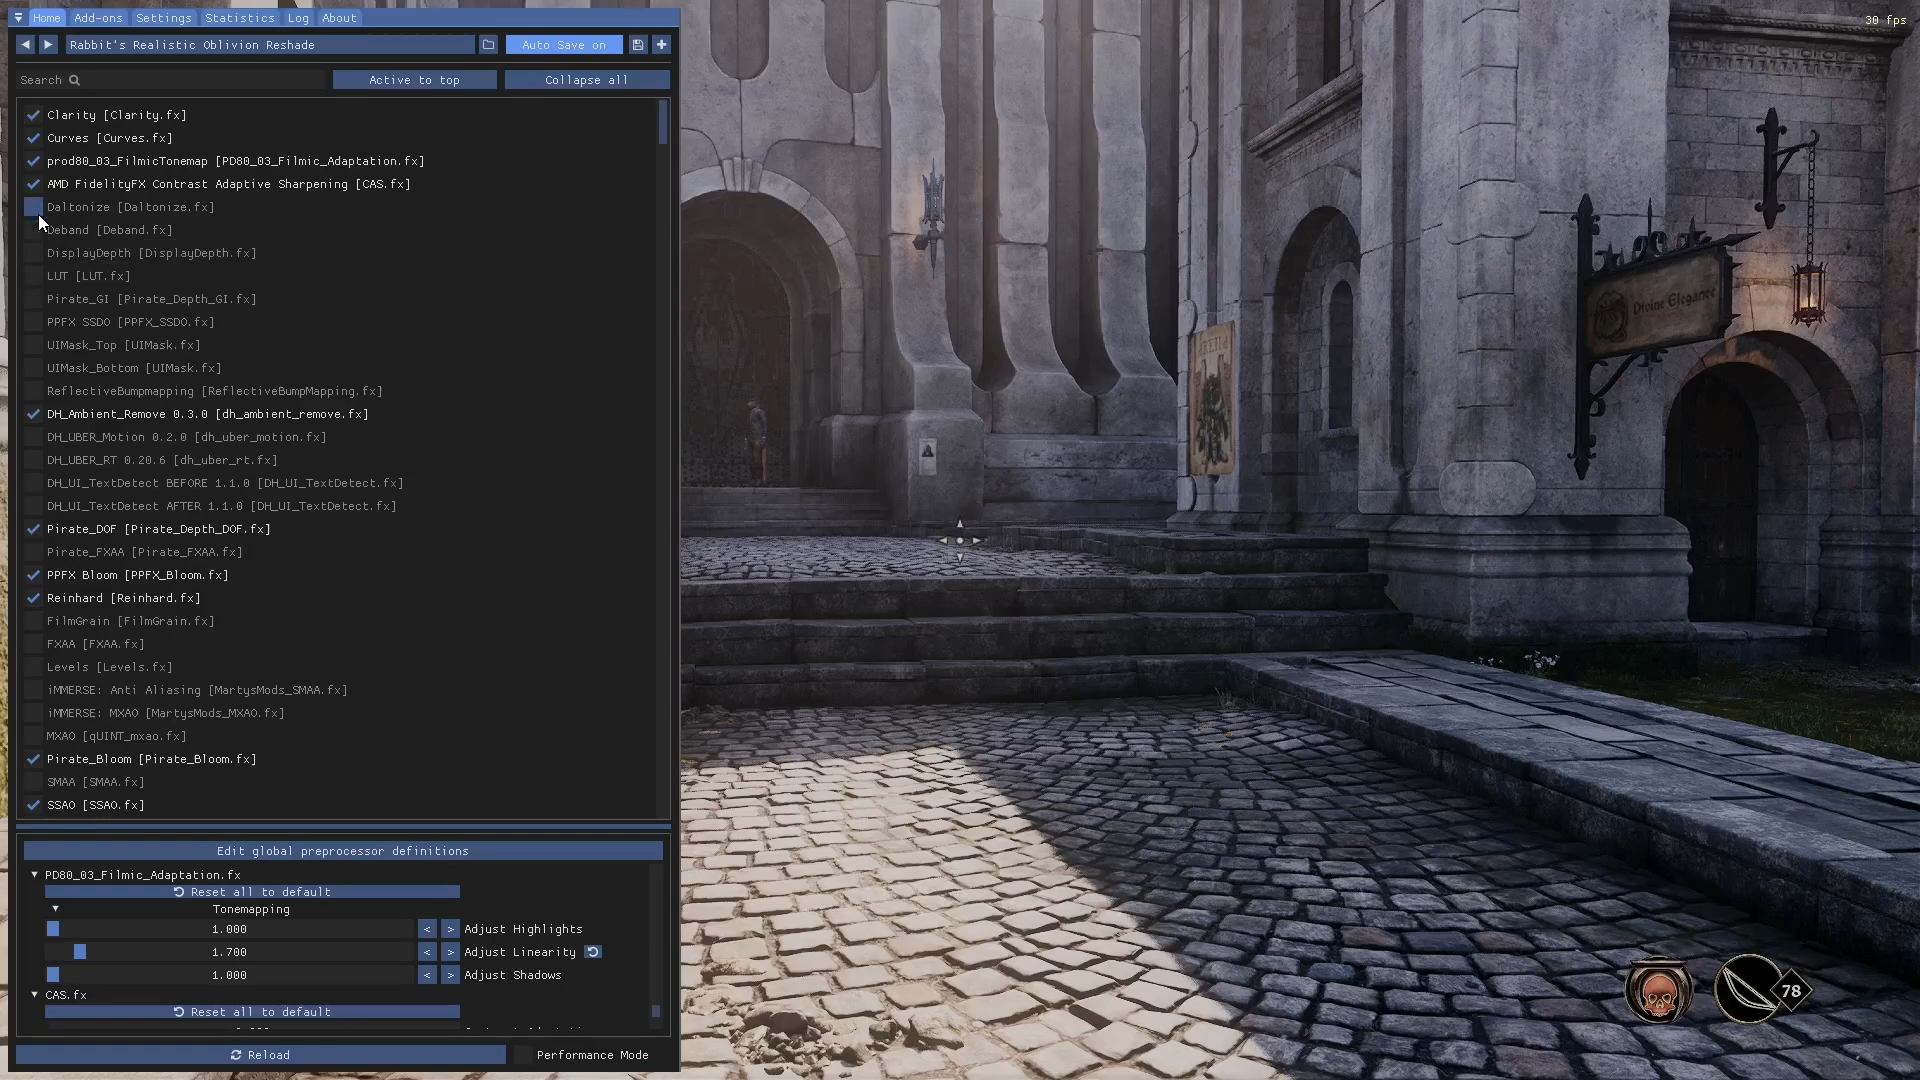 Home Add-ons Settings Statistics Log About
30 fps
Rabbit's Realistic Oblivion Reshade
Auto Save on
Search
Active to top
Collapse all
Clarity [Clarity.fx]
Curves [Curves.fx]
prod80_03_FilmicTonemap [PD80_03_Filmic_Adaptation.fx]
AMD FidelityFX Contrast Adaptive Sharpening [CAS.fx]
Daltonize [Daltonize.fx]
Deband [Deband.fx]
DisplayDepth [DisplayDepth.fx]
LUT [LUT.fx]
Pirate_GI [Pirate_Depth_GI.fx]
PPFX SSDO [PPFX_SSDO.fx]
UIMask_Top [UIMask.fx]
UIMask_Bottom [UIMask.fx]
ReflectiveBumpmapping [ReflectiveBumpMapping.fx]
DH_Ambient_Remove 0.3.0 [dh_ambient_remove.fx]
DH_UBER_Motion 0.2.0 [dh_uber_motion.fx]
DH_UBER_RT 0.20.6 [dh_uber_rt.fx]
DH_UI_TextDetect BEFORE 1.1.0 [DH_UI_TextDetect.fx]
DH_UI_TextDetect AFTER 1.1.0 [DH_UI_TextDetect.fx]
Pirate_DOF [Pirate_Depth_DOF.fx]
Pirate_FXAA [Pirate_FXAA.fx]
PPFX Bloom [PPFX_Bloom.fx]
Reinhard [Reinhard.fx]
FilmGrain [FilmGrain.fx]
FXAA [FXAA.fx]
Levels [Levels.fx]
iMMERSE: Anti Aliasing [MartysMods_SMAA.fx]
iMMERSE: MXAO [MartysMods_MXAO.fx]
MXAO [qUINT_mxao.fx]
Pirate_Bloom [Pirate_Bloom.fx]
SMAA [SMAA.fx]
SSAO [SSAO.fx]
Edit global preprocessor definitions
PD80_03_Filmic_Adaptation.fx
Reset all to default
Tonemapping
1.000 < > Adjust Highlights
1.700 < > Adjust Linearity
1.000 < > Adjust Shadows
CAS.fx
Reset all to default
Reload
Performance Mode
Divine Elegance
78